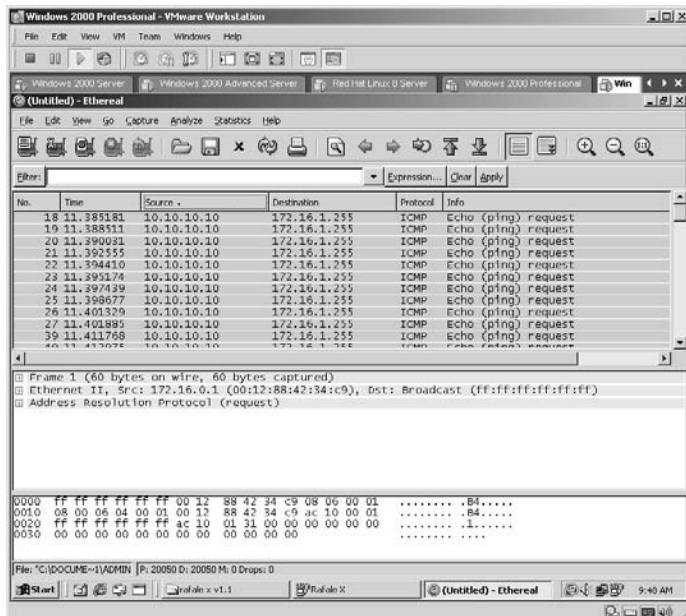 Windows 2000 Professional - VMware Workstation
File Edit View VM Team Windows Help
Windows 2000 Server Windows 2000 Advanced Server Red Hat Linux 8 Server Windows 2000 Professional Win
(Untitled) - Ethereal
File Edit View Go Capture Analyze Statistics Help
Filter: Expression... Clear Apply
No. Time Source Destination Protocol Info
18 11.385181 10.10.10.10 172.16.1.255 ICMP Echo (ping) request
19 11.388511 10.10.10.10 172.16.1.255 ICMP Echo (ping) request
20 11.390031 10.10.10.10 172.16.1.255 ICMP Echo (ping) request
21 11.392555 10.10.10.10 172.16.1.255 ICMP Echo (ping) request
22 11.394410 10.10.10.10 172.16.1.255 ICMP Echo (ping) request
23 11.395174 10.10.10.10 172.16.1.255 ICMP Echo (ping) request
24 11.397439 10.10.10.10 172.16.1.255 ICMP Echo (ping) request
25 11.398677 10.10.10.10 172.16.1.255 ICMP Echo (ping) request
26 11.401329 10.10.10.10 172.16.1.255 ICMP Echo (ping) request
27 11.401885 10.10.10.10 172.16.1.255 ICMP Echo (ping) request
39 11.411768 10.10.10.10 172.16.1.255 ICMP Echo (ping) request
Frame 1 (60 bytes on wire, 60 bytes captured)
Ethernet II, Src: 172.16.0.1 (00:12:88:42:34:c9), Dst: Broadcast (ff:ff:ff:ff:ff:ff)
Address Resolution Protocol (request)
0000 ff ff ff ff ff ff 00 12 88 42 34 c9 08 06 00 01 ........ .B4.....
0010 08 00 06 04 00 01 00 12 88 42 34 c9 ac 10 00 01 ........ .B4.....
0020 ff ff ff ff ff ff ac 10 01 31 00 00 00 00 00 00 ........ .1......
0030 00 00 00 00 00 00 00 00 00 00 00 00 ........ ....
File: "C:\DOCUME~1\ADMIN P: 20050 D: 20050 M: 0 Drops: 0
Start rafale x v1.1 Rafale X (Untitled) - Ethereal 9:40 AM